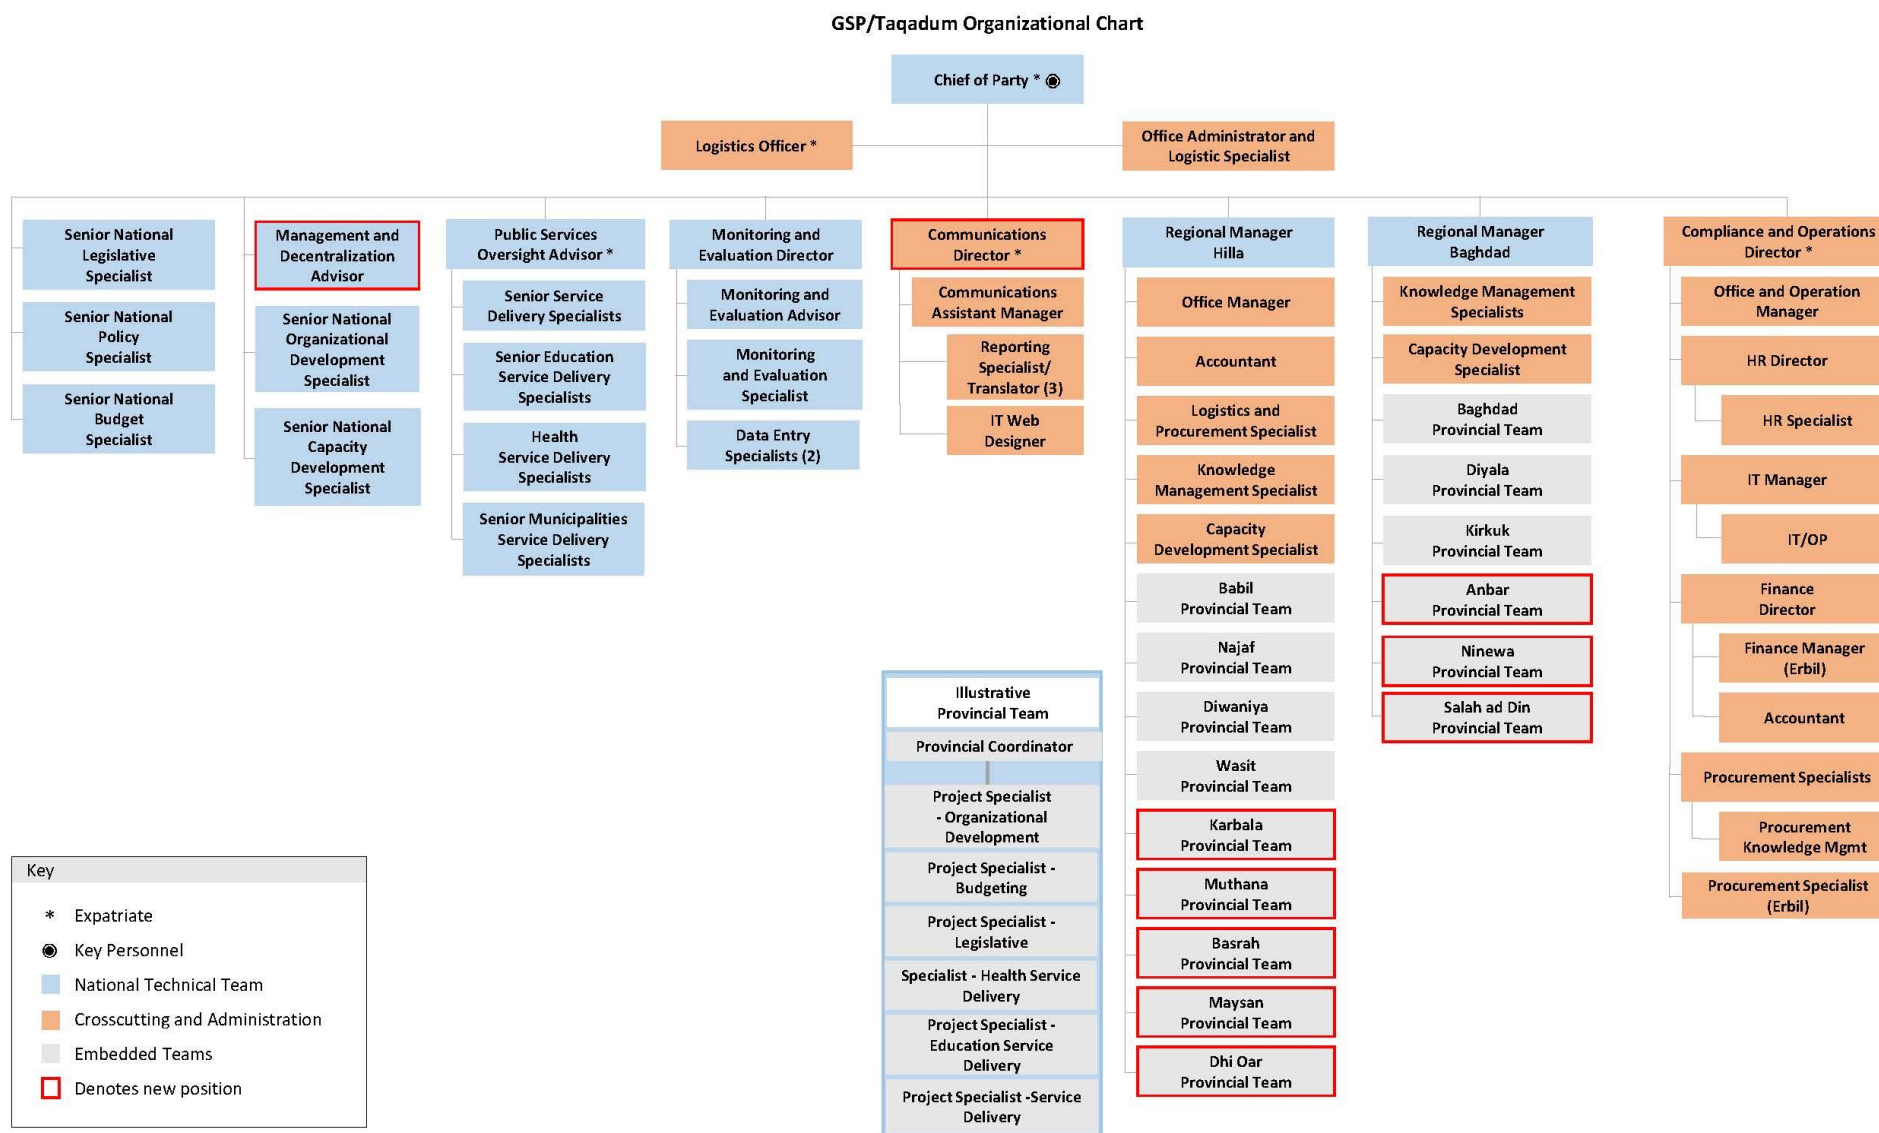 GSP/Taqadum Organizational Chart
Chief of Party * ◉
Logistics Officer *
Office Administrator and
Logistic Specialist
Senior National
Legislative
Specialist
Senior National
Policy
Specialist
Senior National
Budget
Specialist
Management and
Decentralization
Advisor
Senior National
Organizational
Development
Specialist
Senior National
Capacity
Development
Specialist
Public Services
Oversight Advisor *
Senior Service
Delivery Specialists
Senior Education
Service Delivery
Specialists
Health
Service Delivery
Specialists
Senior Municipalities
Service Delivery
Specialists
Monitoring and
Evaluation Director
Monitoring and
Evaluation Advisor
Monitoring
and Evaluation
Specialist
Data Entry
Specialists (2)
Communications
Director *
Communications
Assistant Manager
Reporting
Specialist/
Translator (3)
IT Web
Designer
Regional Manager
Hilla
Office Manager
Accountant
Logistics and
Procurement Specialist
Knowledge
Management Specialist
Capacity
Development Specialist
Babil
Provincial Team
Najaf
Provincial Team
Diwaniya
Provincial Team
Wasit
Provincial Team
Karbala
Provincial Team
Muthana
Provincial Team
Basrah
Provincial Team
Maysan
Provincial Team
Dhi Oar
Provincial Team
Regional Manager
Baghdad
Knowledge Management
Specialists
Capacity Development
Specialist
Baghdad
Provincial Team
Diyala
Provincial Team
Kirkuk
Provincial Team
Anbar
Provincial Team
Ninewa
Provincial Team
Salah ad Din
Provincial Team
Compliance and Operations
Director *
Office and Operation
Manager
HR Director
HR Specialist
IT Manager
IT/OP
Finance
Director
Finance Manager
(Erbil)
Accountant
Procurement Specialists
Procurement
Knowledge Mgmt
Procurement Specialist
(Erbil)
Illustrative
Provincial Team
Provincial Coordinator
Project Specialist
- Organizational
Development
Project Specialist -
Budgeting
Project Specialist -
Legislative
Specialist - Health Service
Delivery
Project Specialist -
Education Service
Delivery
Project Specialist -Service
Delivery
Key
* Expatriate
◉ Key Personnel
National Technical Team
Crosscutting and Administration
Embedded Teams
Denotes new position